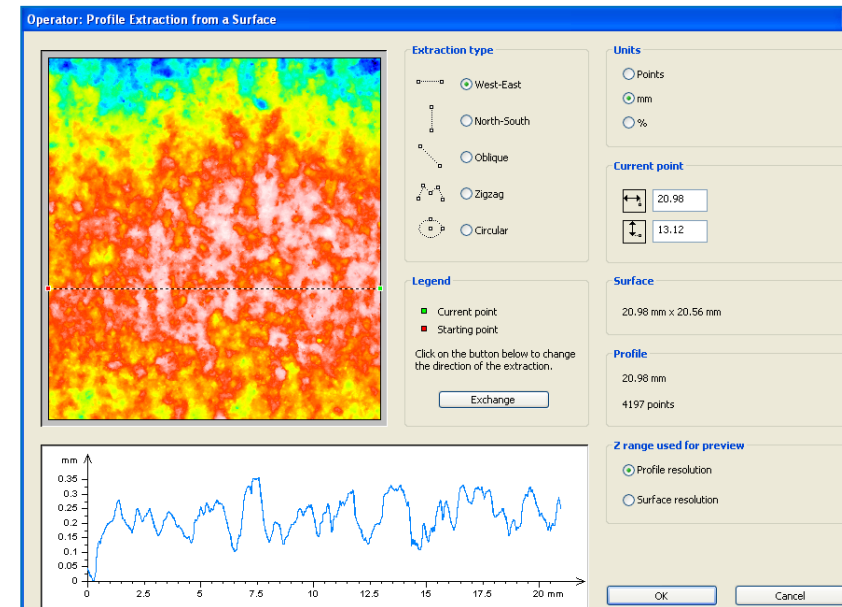 Operator: Profile Extraction from a Surface
Extraction type
West-East
North-South
Oblique
Zigzag
Circular
Legend
Current point
Starting point
Click on the button below to change
the direction of the extraction.
Exchange
Units
Points
mm
%
Current point
20.98
13.12
Surface
20.98 mm x 20.56 mm
Profile
20.98 mm
4197 points
Z range used for preview
Profile resolution
Surface resolution
mm
0.35
0.3
0.25
0.2
0.15
0.1
0.05
0
0 2.5 5 7.5 10 12.5 15 17.5 20 mm
OK Cancel